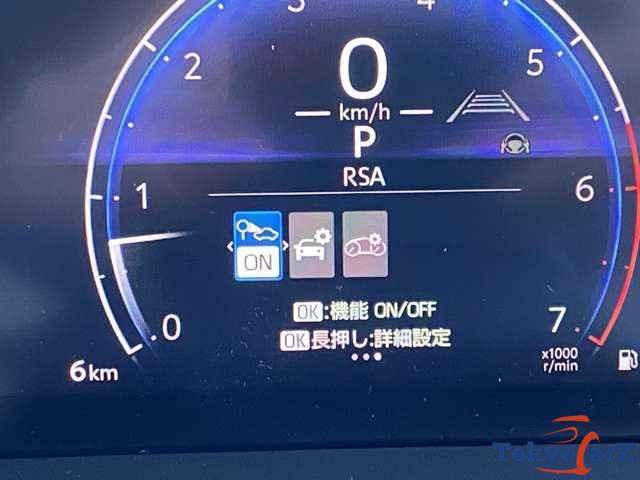 3 4
2 5
0
km/h
P
RSA
1 6
ON
OK:機能 ON/OFF
OK長押し:詳細設定
0 7
x1000
r/min
6km